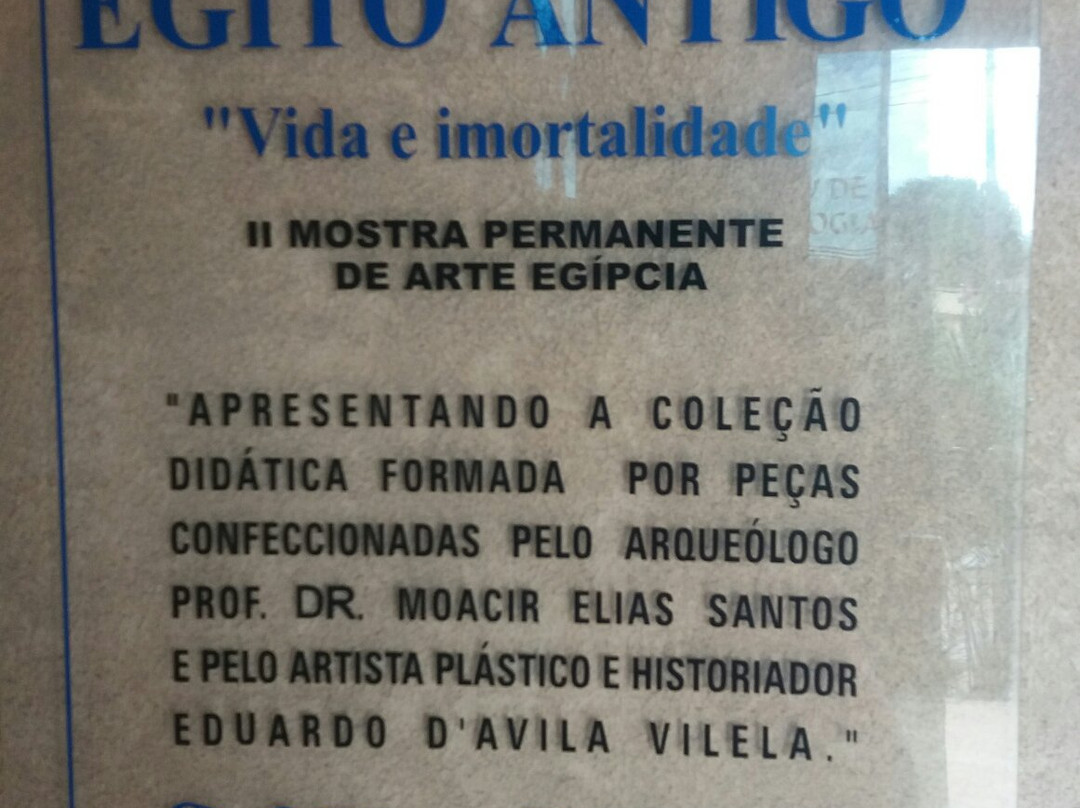 EGITO ANTIGO
"Vida e imortalidade"
II MOSTRA PERMANENTE
DE ARTE EGÍPCIA
"APRESENTANDO A COLEÇÃO
DIDÁTICA FORMADA POR PEÇAS
CONFECCIONADAS PELO ARQUEÓLOGO
PROF. DR. MOACIR ELIAS SANTOS
E PELO ARTISTA PLÁSTICO E HISTORIADOR
EDUARDO D'AVILA VILELA."